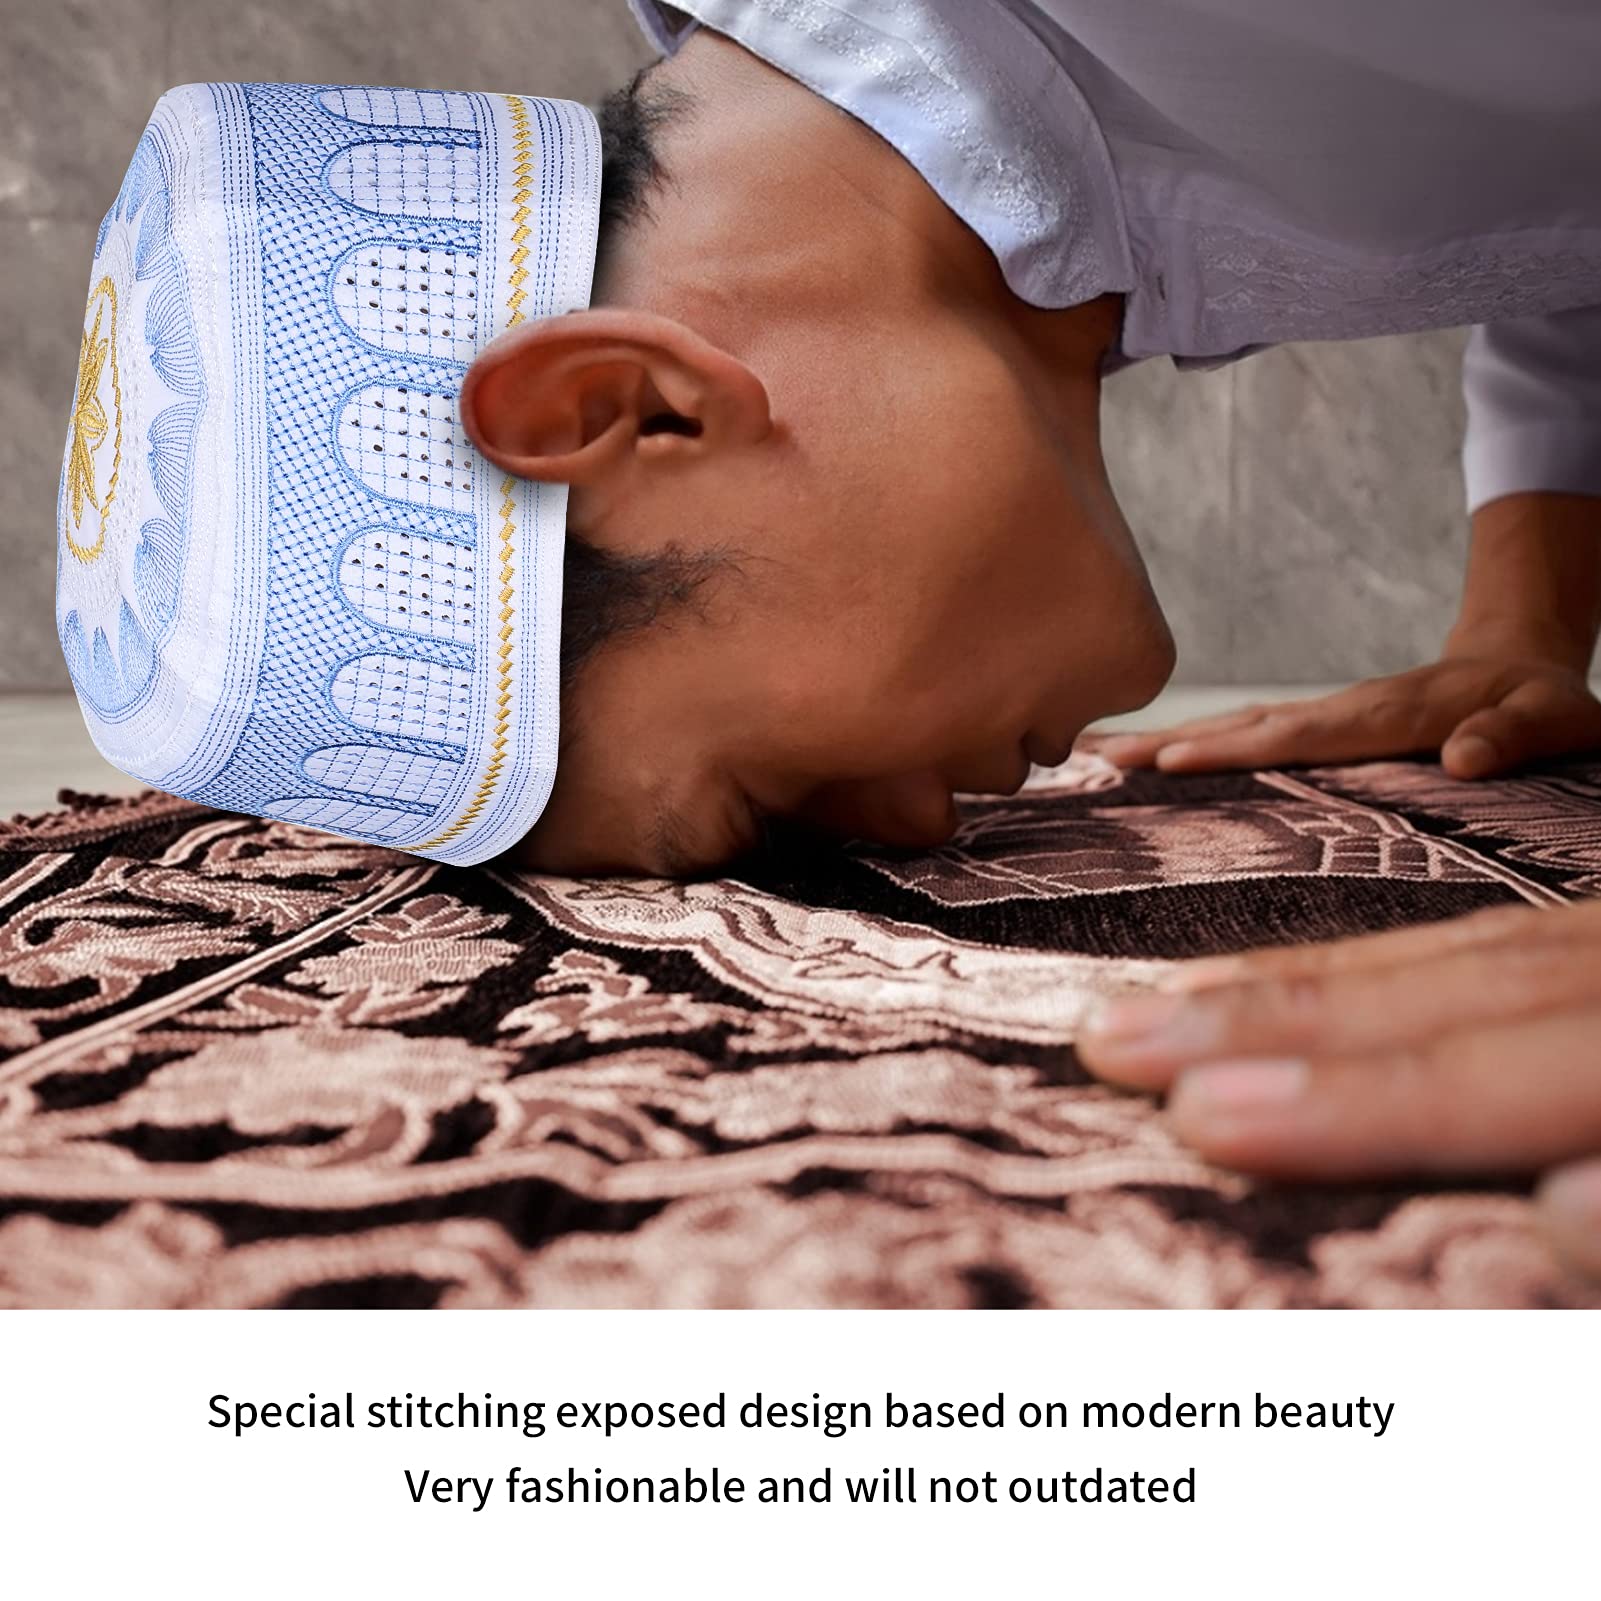 Special stitching exposed design based on modern beauty
Very fashionable and will not outdated